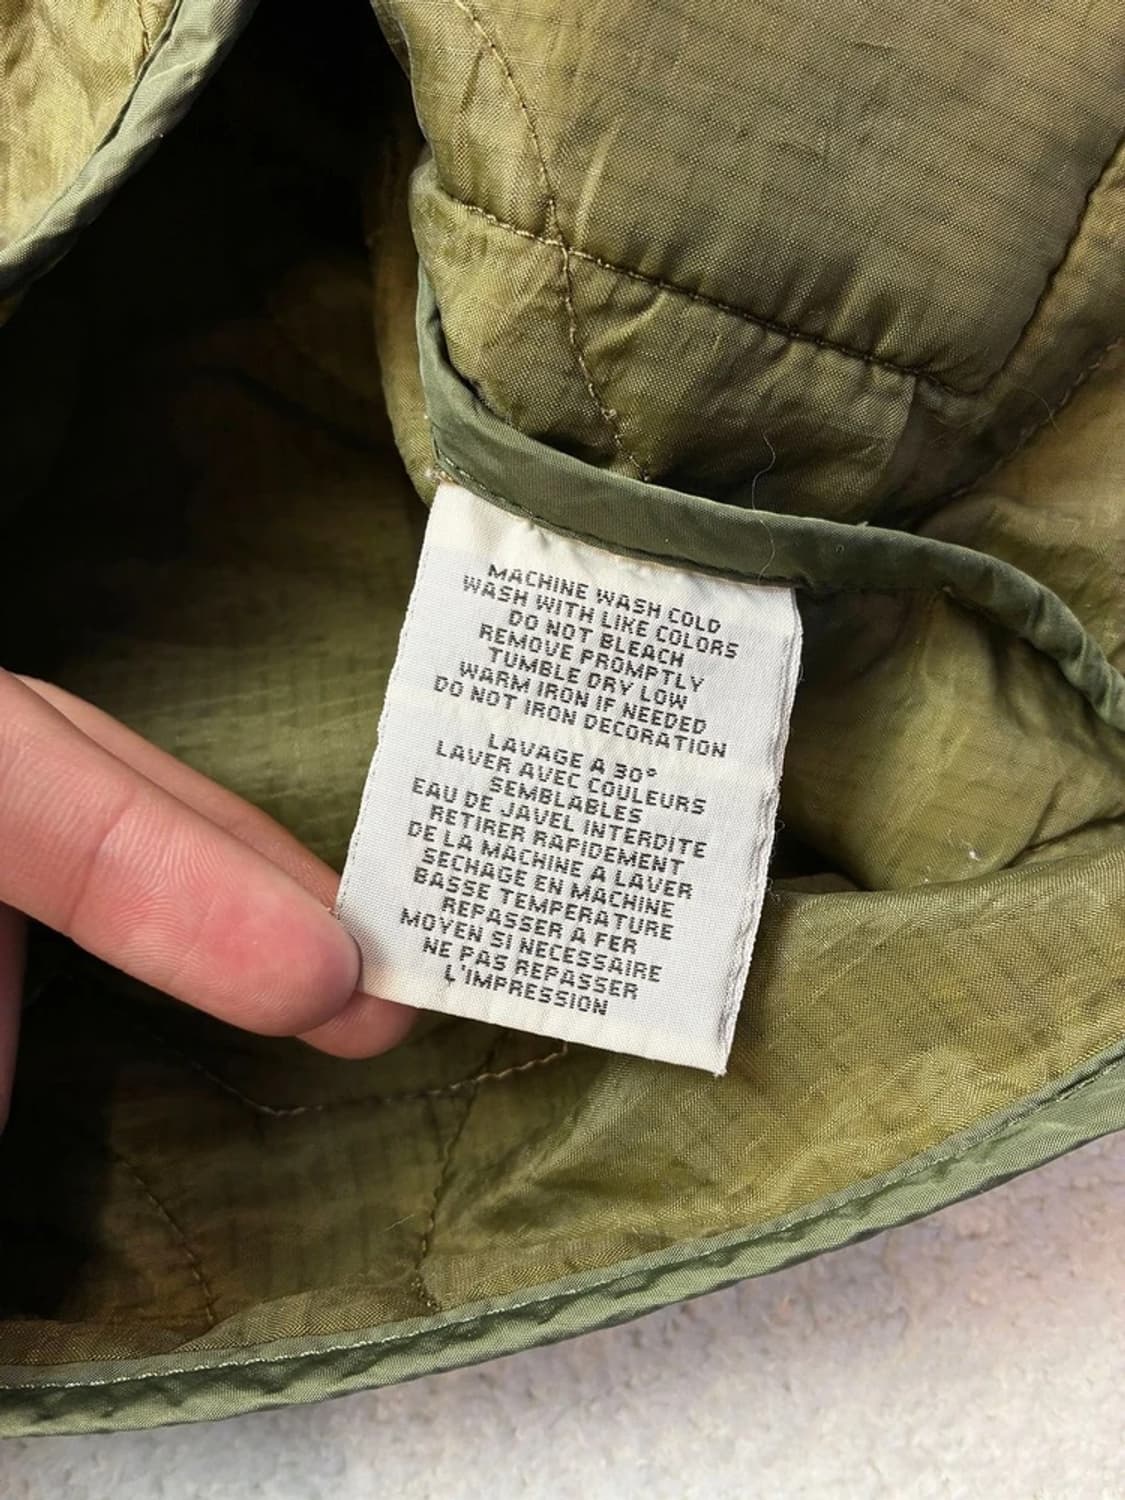 MACHINE WASH COLD
WASH WITH LIKE COLORS
DO NOT BLEACH
REMOVE PROMPTLY
TUMBLE DRY LOW
WARM IRON IF NEEDED
DO NOT IRON DECORATION
LAVAGE A 30°
LAVER AVEC COULEURS
SEMBLABLES
EAU DE JAVEL INTERDITE
RETIRER RAPIDEMENT
DE LA MACHINE A LAVER
SECHAGE EN MACHINE
BASSE TEMPERATURE
REPASSER A FER
MOYEN SI NECESSAIRE
NE PAS REPASSER
L'IMPRESSION